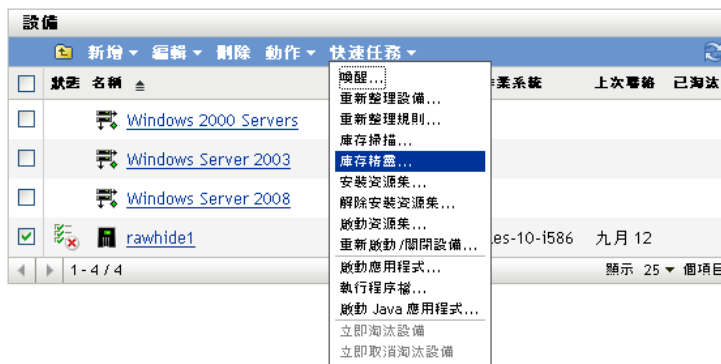 設備
新增 編輯 刪除 動作 快速任務
狀態 名稱 業系統 上次聯絡 已淘汰
Windows 2000 Servers
Windows Server 2003
Windows Server 2008
rawhide1 les-10-i586 九月 12
1 - 4 / 4 顯示 25 個項目
喚醒...
重新整理設備...
重新整理規則...
庫存掃描...
庫存精靈...
安裝資源集...
解除安裝資源集...
啟動資源集...
重新啟動/關閉設備...
啟動應用程式...
執行程序檔...
啟動 Java 應用程式...
立即淘汰設備
立即取消淘汰設備